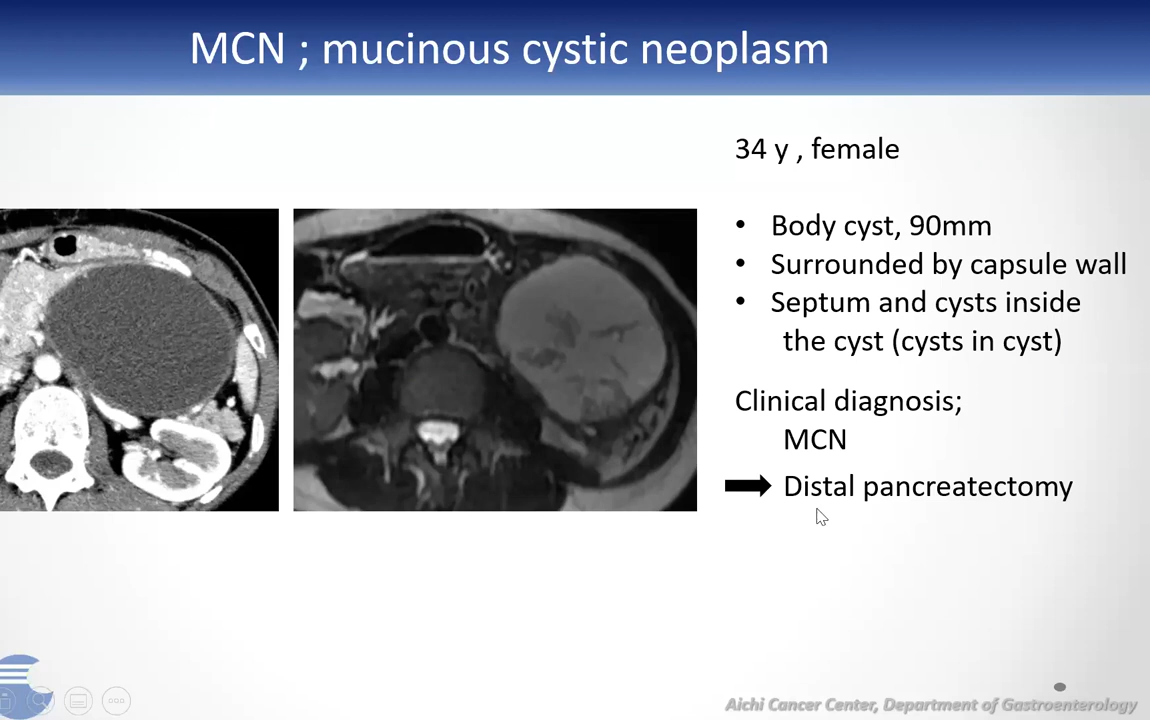 MCN ; mucinous cystic neoplasm
34 y , female
• Body cyst, 90mm
• Surrounded by capsule wall
• Septum and cysts inside
the cyst (cysts in cyst)
Clinical diagnosis;
MCN
Distal pancreatectomy
Aichi Cancer Center, Department of Gastroenterology